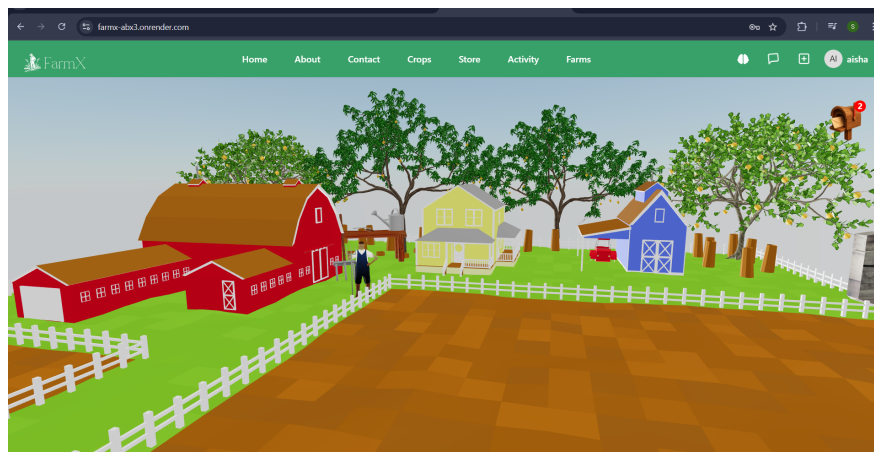 farmx-abx3.onrender.com
S
FarmX
Home About Contact Crops Store Activity Farms
AI aisha
2